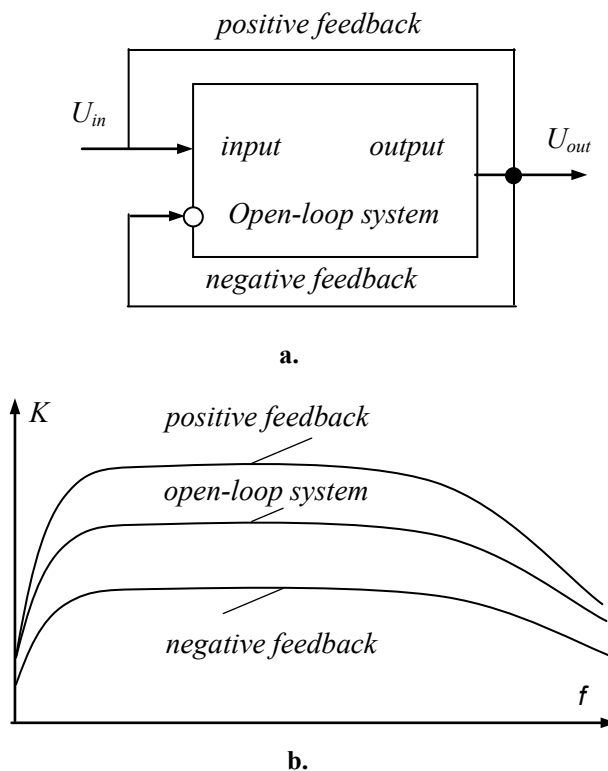 positive feedback
U_in
U_out
input
output
Open-loop system
negative feedback
a.
K
positive feedback
open-loop system
negative feedback
f
b.